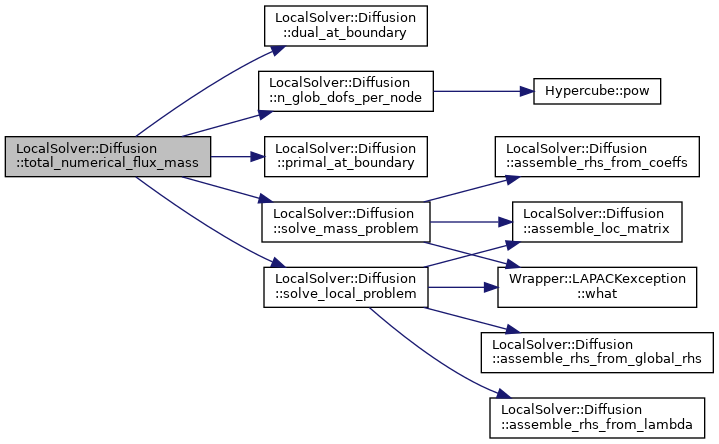 LocalSolver::Diffusion
::total_numerical_flux_mass
LocalSolver::Diffusion
::dual_at_boundary
LocalSolver::Diffusion
::n_glob_dofs_per_node
Hypercube::pow
LocalSolver::Diffusion
::primal_at_boundary
LocalSolver::Diffusion
::solve_mass_problem
LocalSolver::Diffusion
::solve_local_problem
LocalSolver::Diffusion
::assemble_rhs_from_coeffs
LocalSolver::Diffusion
::assemble_loc_matrix
Wrapper::LAPACKexception
::what
LocalSolver::Diffusion
::assemble_rhs_from_global_rhs
LocalSolver::Diffusion
::assemble_rhs_from_lambda